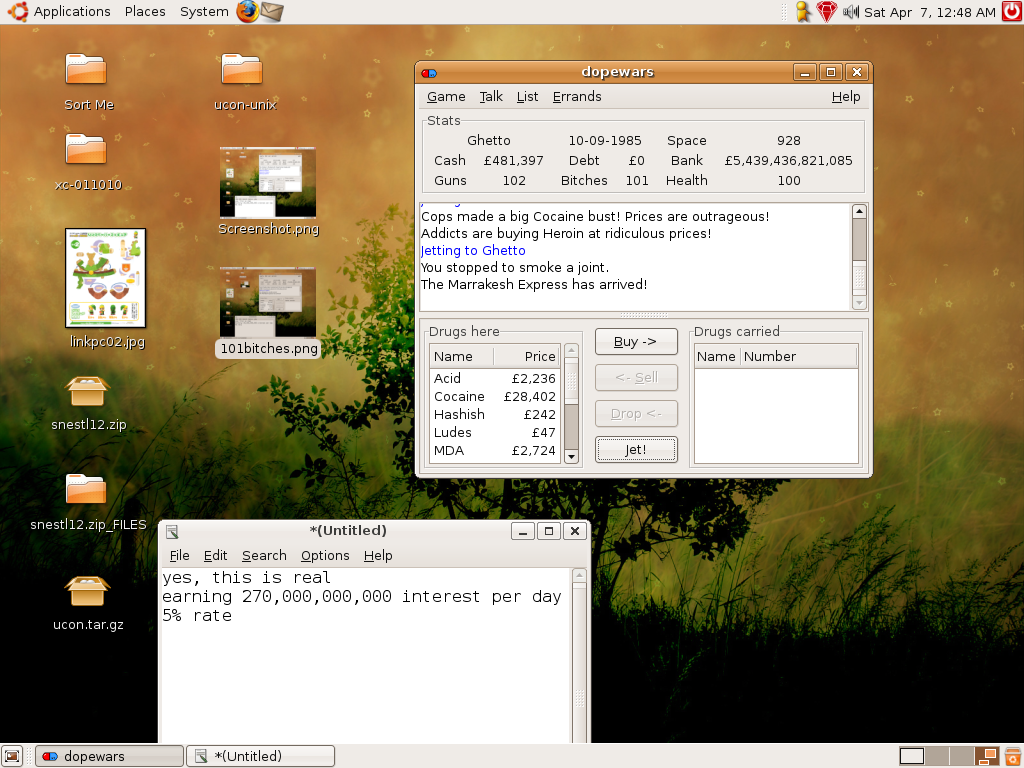 Applications Places System Sat Apr 7, 12:48 AM
Sort Me
ucon-unix
xc-011010
Screenshot.png
linkpc02.jpg
101bitches.png
snestl12.zip
snestl12.zip_FILES
ucon.tar.gz
dopewars
Game Talk List Errands Help
Stats
Ghetto 10-09-1985 Space 928
Cash £481,397 Debt £0 Bank £5,439,436,821,085
Guns 102 Bitches 101 Health 100
Cops made a big Cocaine bust! Prices are outrageous!
Addicts are buying Heroin at ridiculous prices!
Jetting to Ghetto
You stopped to smoke a joint.
The Marrakesh Express has arrived!
Drugs here
Name Price
Acid £2,236
Cocaine £28,402
Hashish £242
Ludes £47
MDA £2,724
Buy ->
<- Sell
Drop <-
Jet!
Drugs carried
Name Number
*(Untitled)
File Edit Search Options Help
yes, this is real
earning 270,000,000,000 interest per day
5% rate
dopewars *(Untitled)